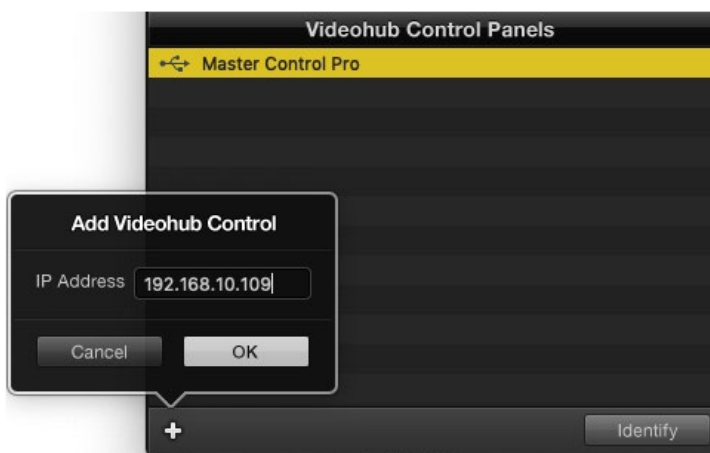 Videohub Control Panels
Master Control Pro
Add Videohub Control
IP Address 192.168.10.109
Cancel OK
+ Identify